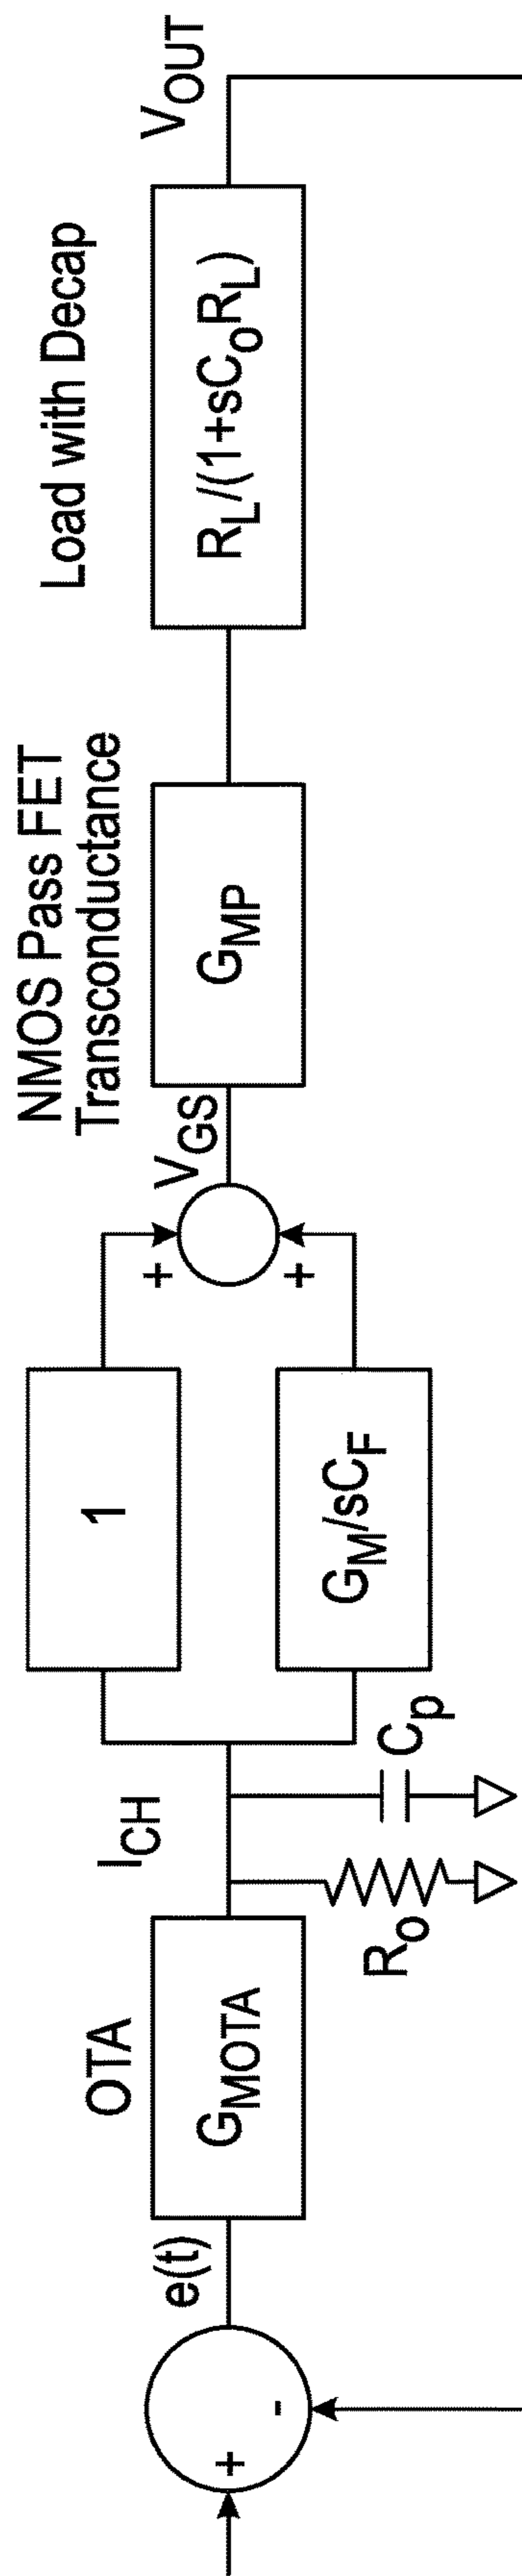 +
-
e(t)
OTA
G_MOTA
I_CH
R_o
C_p
1
G_M/sC_F
+
+
V_GS
NMOS Pass FET
Transconductance
G_MP
Load with Decap
R_L/(1+sC_oR_L)
V_OUT